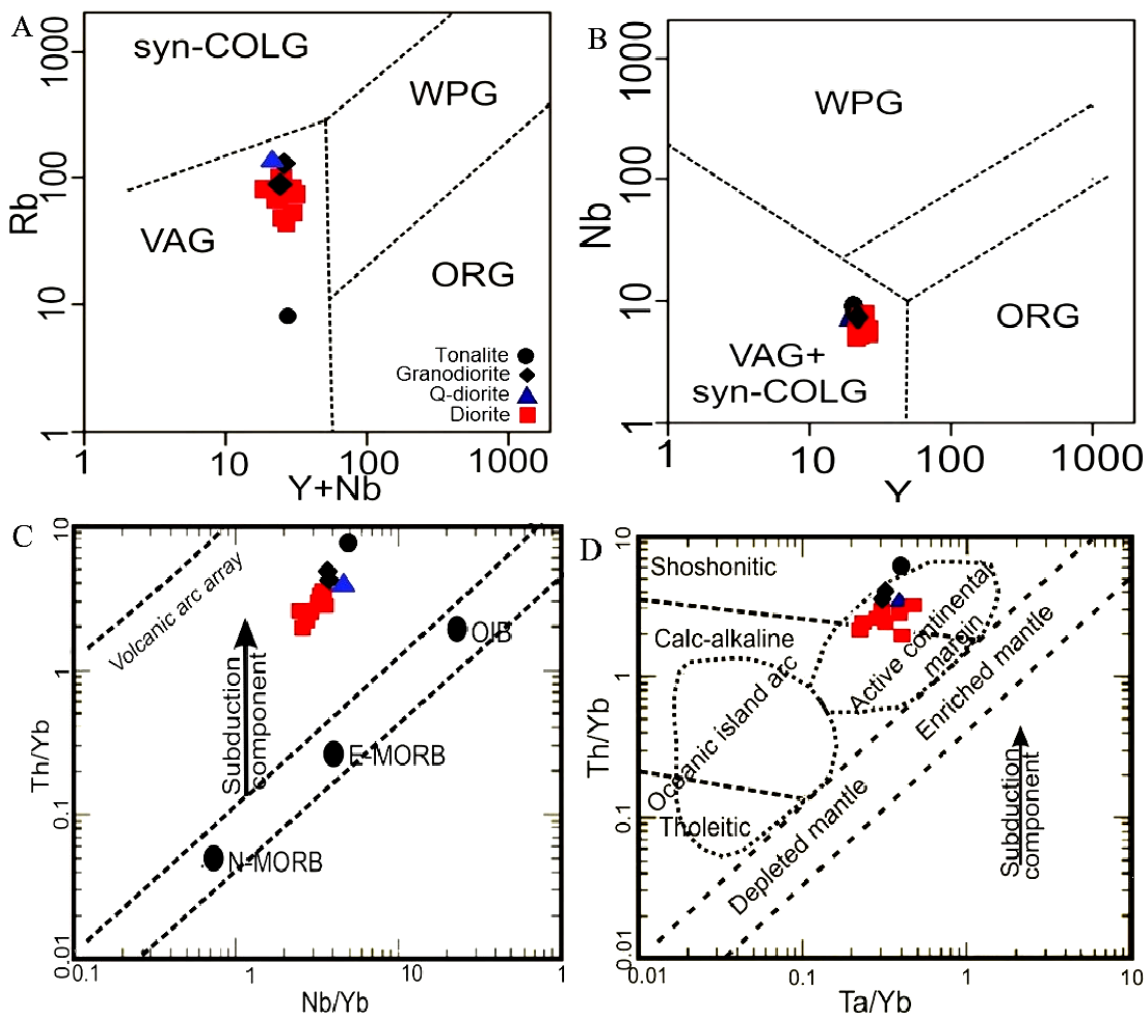 A
1000
100
10
1
Rb
syn-COLG
WPG
VAG
ORG
Tonalite
Granodiorite
Q-diorite
Diorite
1 10 100 1000
Y+Nb
B
1000
100
10
1
Nb
WPG
ORG
VAG+
syn-COLG
1 10 100 1000
Y
C
10
1
0.1
0.01
Th/Yb
Volcanic arc array
Subduction
component
OIB
E-MORB
N-MORB
0.1 1 10 1
Nb/Yb
D
10
1
0.1
0.01
Th/Yb
Shoshonitic
Calc-alkaline
Tholeitic
Oceanic island arc
Active continental
margin
Enriched mantle
Depleted mantle
Subduction
component
0.01 0.1 1 10
Ta/Yb